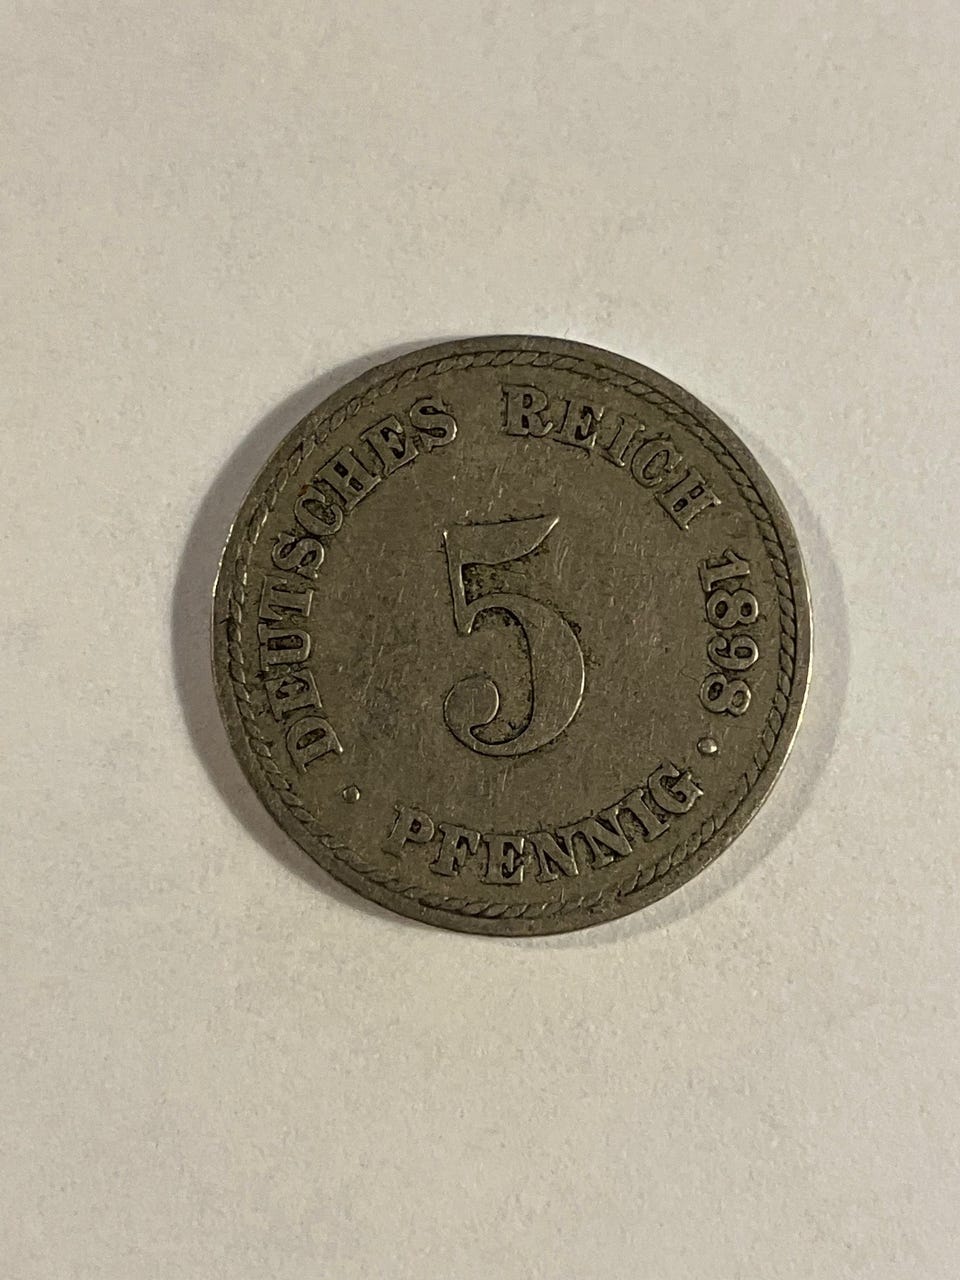 DEUTSCHES REICH 1898
5
· PFENNIG ·